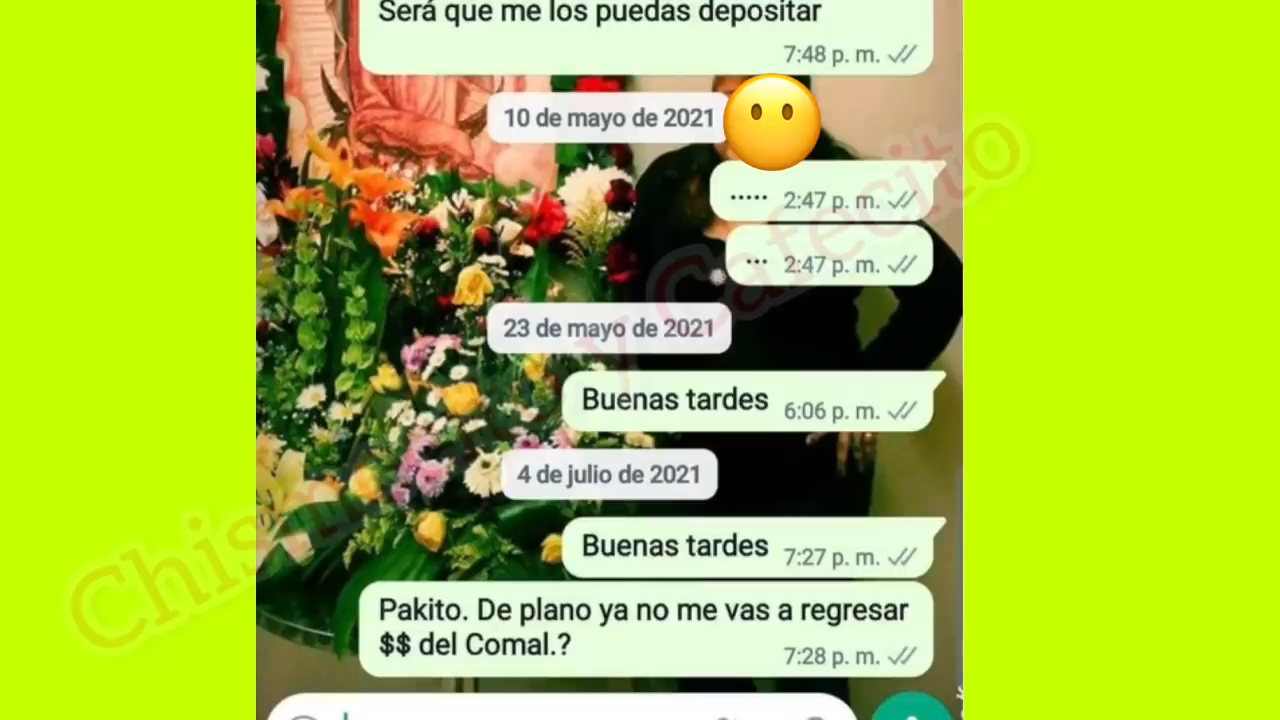 Será que me los puedas depositar
7:48 p. m.
10 de mayo de 2021
..... 2:47 p. m.
... 2:47 p. m.
23 de mayo de 2021
Buenas tardes 6:06 p. m.
4 de julio de 2021
Buenas tardes 7:27 p. m.
Pakito. De plano ya no me vas a regresar
$$ del Comal.?
7:28 p. m.
y Cafecito